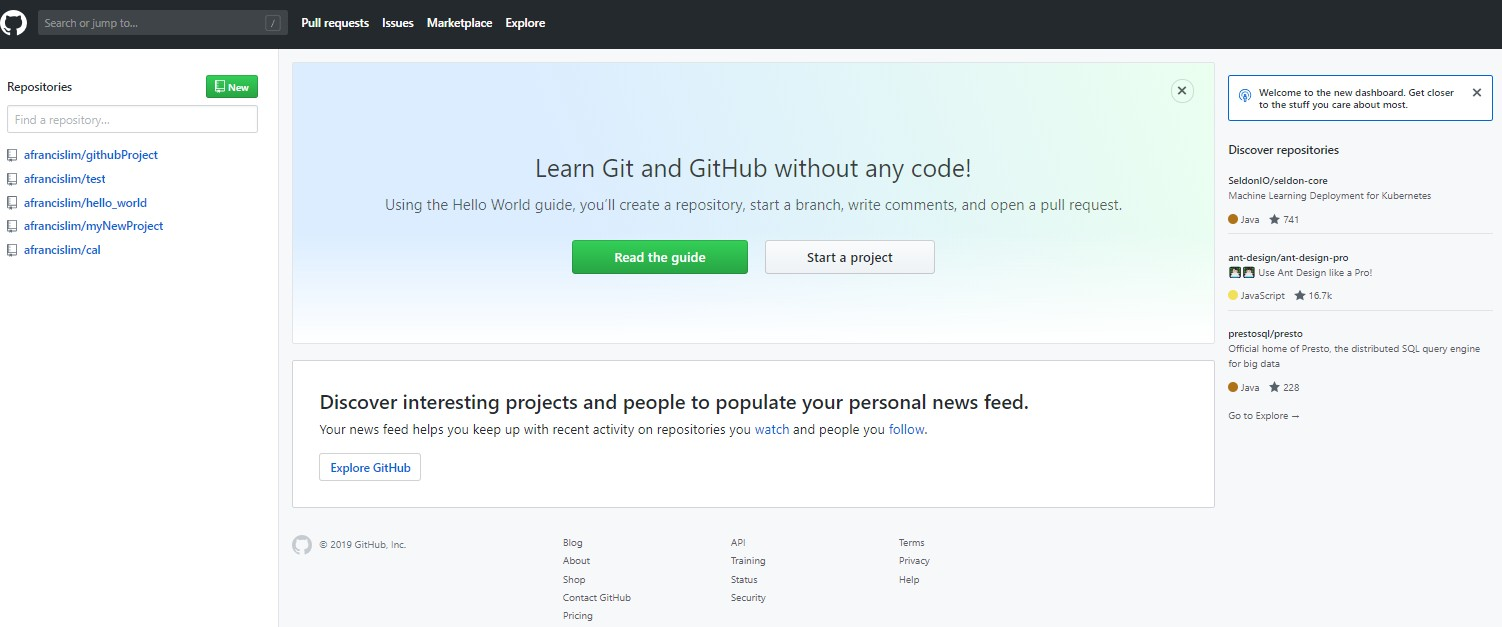 Search or jump to...
/
Pull requests
Issues
Marketplace
Explore
Repositories
New
Find a repository...
afrancislim/githubProject
afrancislim/test
afrancislim/hello_world
afrancislim/myNewProject
afrancislim/cal
Learn Git and GitHub without any code!
Using the Hello World guide, you’ll create a repository, start a branch, write comments, and open a pull request.
Read the guide
Start a project
Discover interesting projects and people to populate your personal news feed.
Your news feed helps you keep up with recent activity on repositories you watch and people you follow.
Explore GitHub
Welcome to the new dashboard. Get closer
to the stuff you care about most.
Discover repositories
SeldonIO/seldon-core
Machine Learning Deployment for Kubernetes
Java ★ 741
ant-design/ant-design-pro
Use Ant Design like a Pro!
JavaScript ★ 16.7k
prestosql/presto
Official home of Presto, the distributed SQL query engine
for big data
Java ★ 228
Go to Explore →
© 2019 GitHub, Inc.
Blog
About
Shop
Contact GitHub
Pricing
API
Training
Status
Security
Terms
Privacy
Help